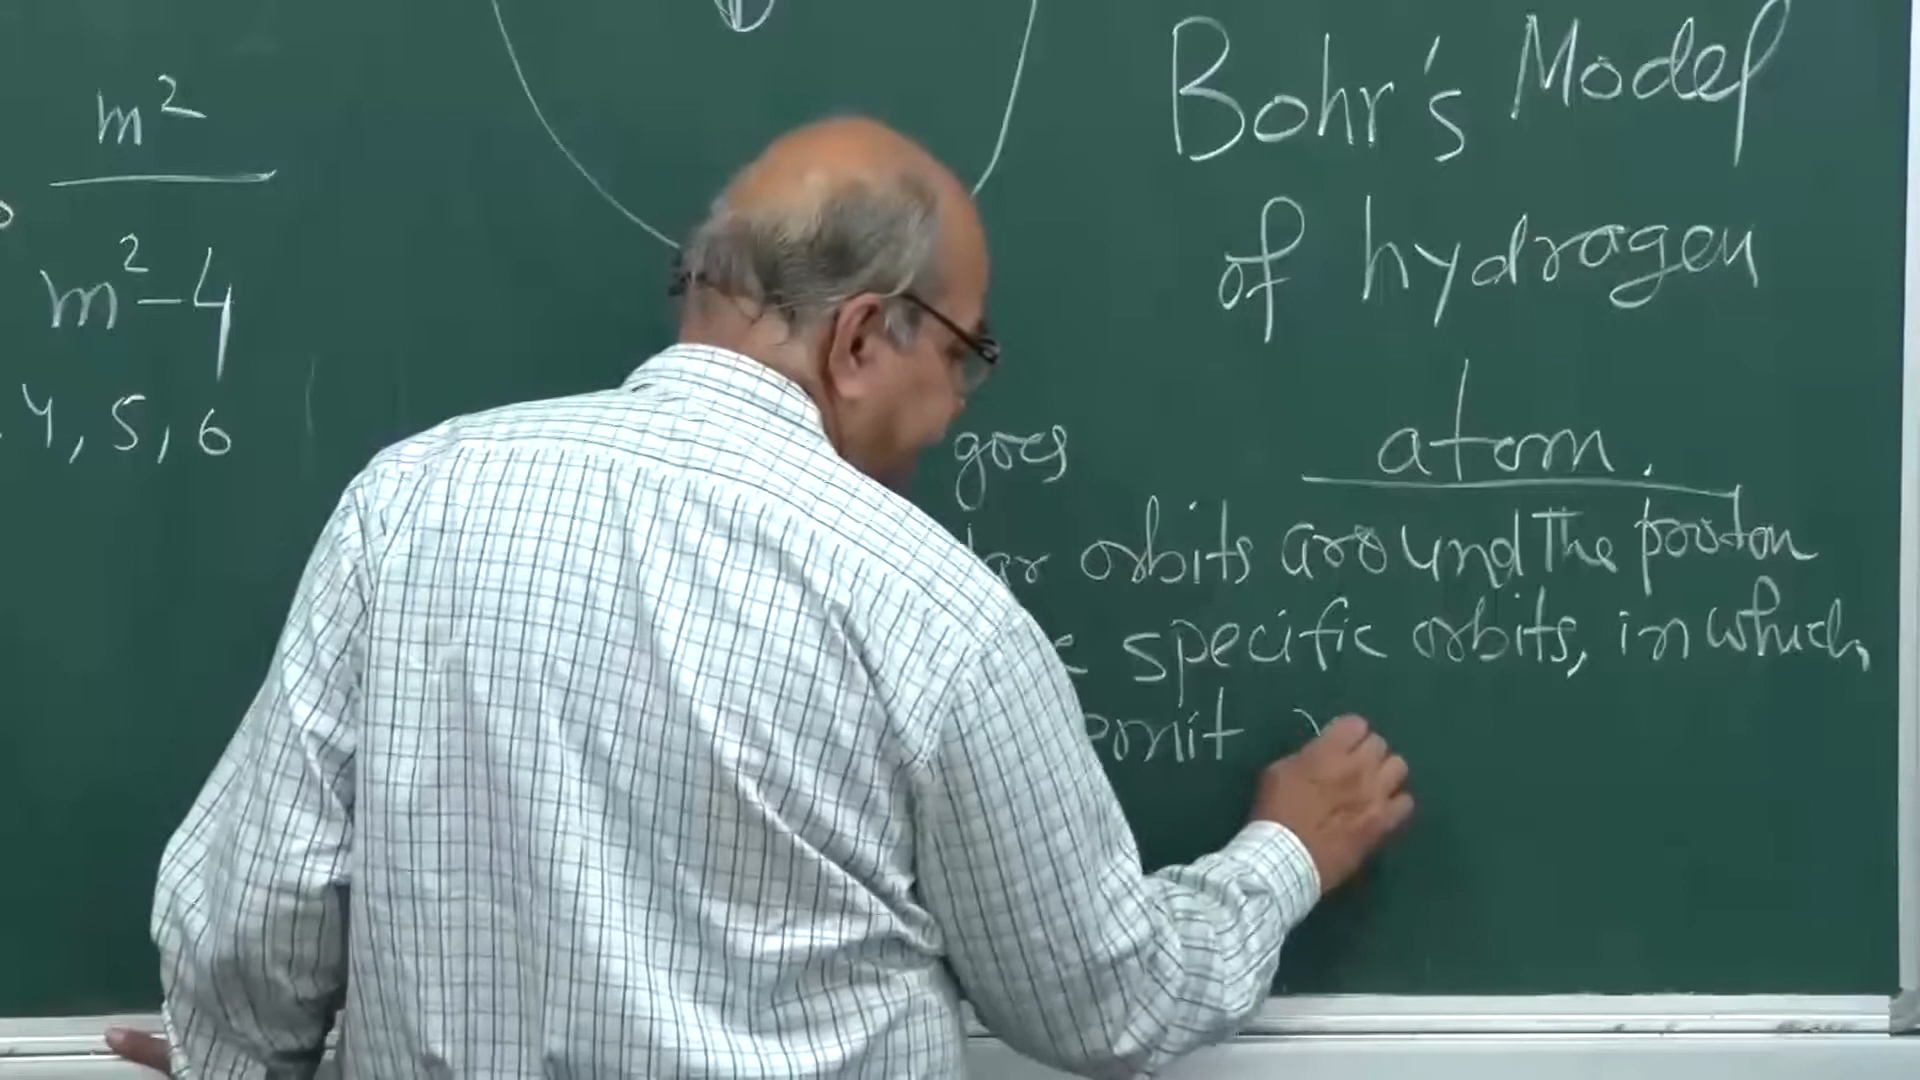 m²
m² - 4
4, 5, 6
Bohr's Model
of hydrogen
atom.
goes
orbits around the proton
specific orbits, in which
emit